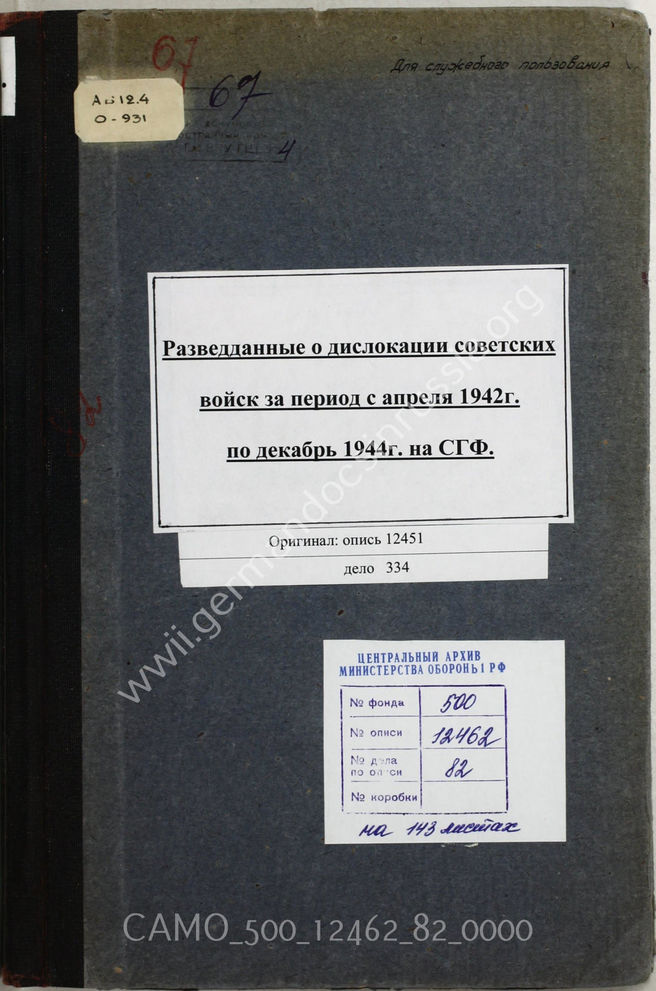 67
Для служебного пользования
67
АБ12.4
О-931
4
Разведданные о дислокации советских
войск за период с апреля 1942г.
по декабрь 1944г. на СГФ.
Оригинал: опись 12451
дело 334
www.germandocsinrussia.org
ЦЕНТРАЛЬНЫЙ АРХИВ
МИНИСТЕРСТВА ОБОРОНЫ РФ
№ фонда 500
№ описи 12462
№ дела по описи 82
№ коробки
на 143 листах
CAMO_500_12462_82_0000